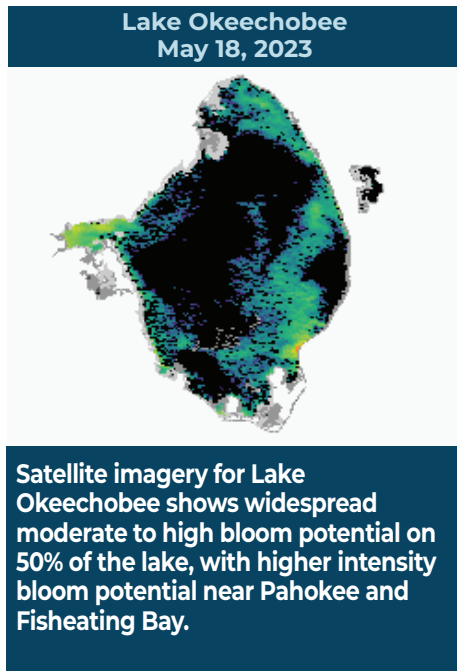 Lake Okeechobee
May 18, 2023
Satellite imagery for Lake
Okeechobee shows widespread
moderate to high bloom potential on
50% of the lake, with higher intensity
bloom potential near Pahokee and
Fisheating Bay.